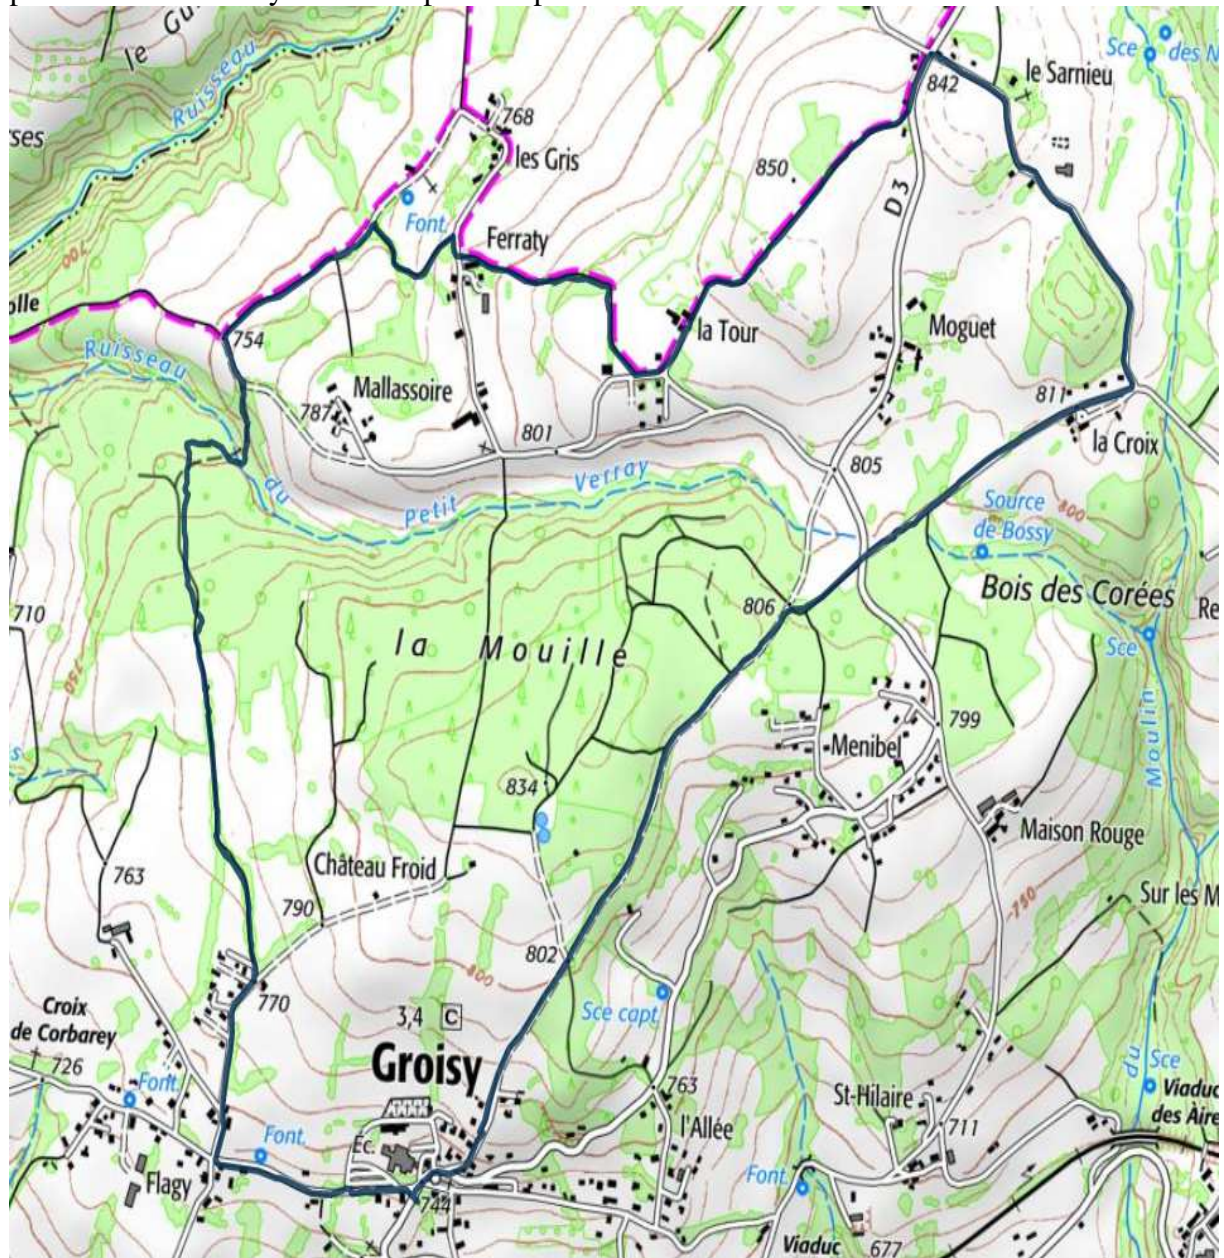 le
Ruisseau
Sce
des N
842
le Sarnieu
768
les Gris
850
Font.
D 3
Ferraty
700
olle
754
la Tour
Moguet
Ruisseau
Mallassoire
811
787
801
la Croix
805
du
Petit
Verray
Source
de Bossy
800
Bois des Corées
806
710
Re
la Mouille
Sce
750
799
Menibel
Moulin
834
Maison Rouge
Château Froid
763
750
Sur les M
790
802
800
770
Croix
de Corbarey
Sce capt.
3,4
C
Groisy
726
763
du
Sce
Font.
St-Hilaire
Viaduc
des Aire
l'Allée
711
Font.
Ec.
Flagy
Font.
744
Viaduc
677